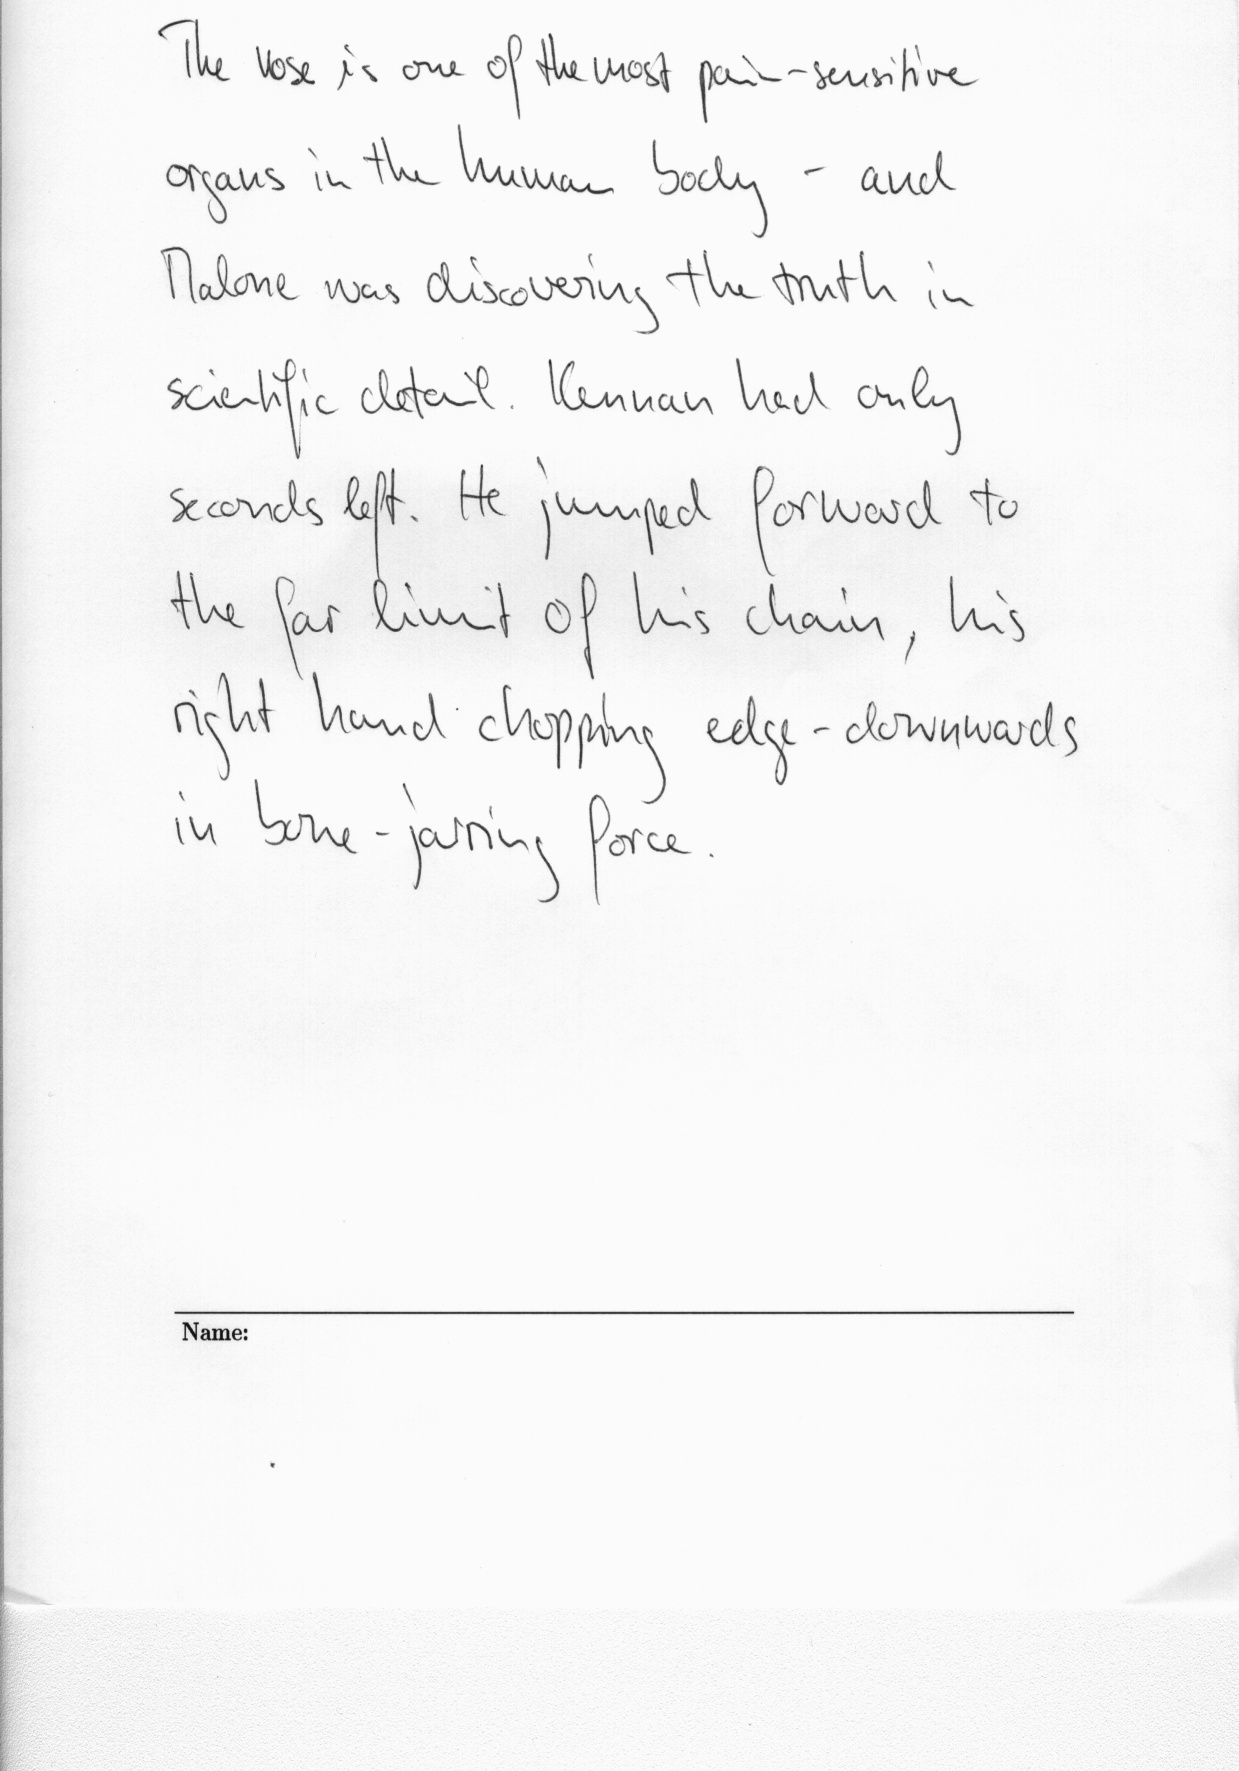 The nose is one of the most pain-sensitive
organs in the human body - and
Malone was discovering the truth in
scientific detail. Kennan had only
seconds left. He jumped forward to
the far limit of his chain, his
right hand chopping edge-downwards
in bone-jarring force.
Name: